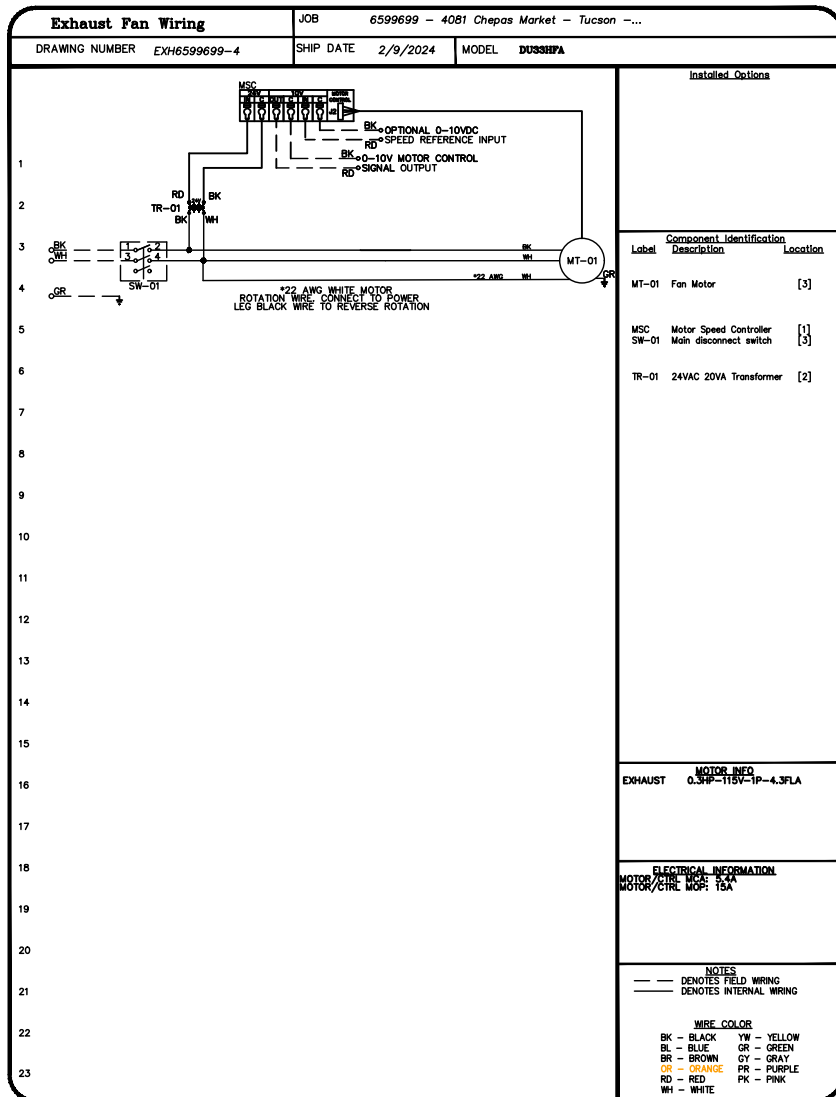 Exhaust Fan Wiring
JOB 6599699 – 4081 Chepas Market – Tucson –...
DRAWING NUMBER EXH6599699–4
SHIP DATE 2/9/2024
MODEL DU33HFA
MSC
24V 10V MOTOR CONTROL
IN C OUT C IN C J2
BK OPTIONAL 0–10VDC
RD SPEED REFERENCE INPUT
BK 0–10V MOTOR CONTROL
RD SIGNAL OUTPUT
RD BK
24V
TR–01
BK WH
BK 1 2 BK
WH 3 4 WH
MT–01
SW–01
*22 AWG WH
GR
GR
*22 AWG WHITE MOTOR
ROTATION WIRE, CONNECT TO POWER
LEG BLACK WIRE TO REVERSE ROTATION
1
2
3
4
5
6
7
8
9
10
11
12
13
14
15
16
17
18
19
20
21
22
23
Installed Options
Component Identification
Label Description Location
MT–01 Fan Motor [3]
MSC Motor Speed Controller [1]
SW–01 Main disconnect switch [3]
TR–01 24VAC 20VA Transformer [2]
MOTOR INFO
EXHAUST 0.3HP–115V–1P–4.3FLA
ELECTRICAL INFORMATION
MOTOR/CTRL MCA: 5.4A
MOTOR/CTRL MOP: 15A
NOTES
DENOTES FIELD WIRING
DENOTES INTERNAL WIRING
WIRE COLOR
BK – BLACK YW – YELLOW
BL – BLUE GR – GREEN
BR – BROWN GY – GRAY
OR – ORANGE PR – PURPLE
RD – RED PK – PINK
WH – WHITE